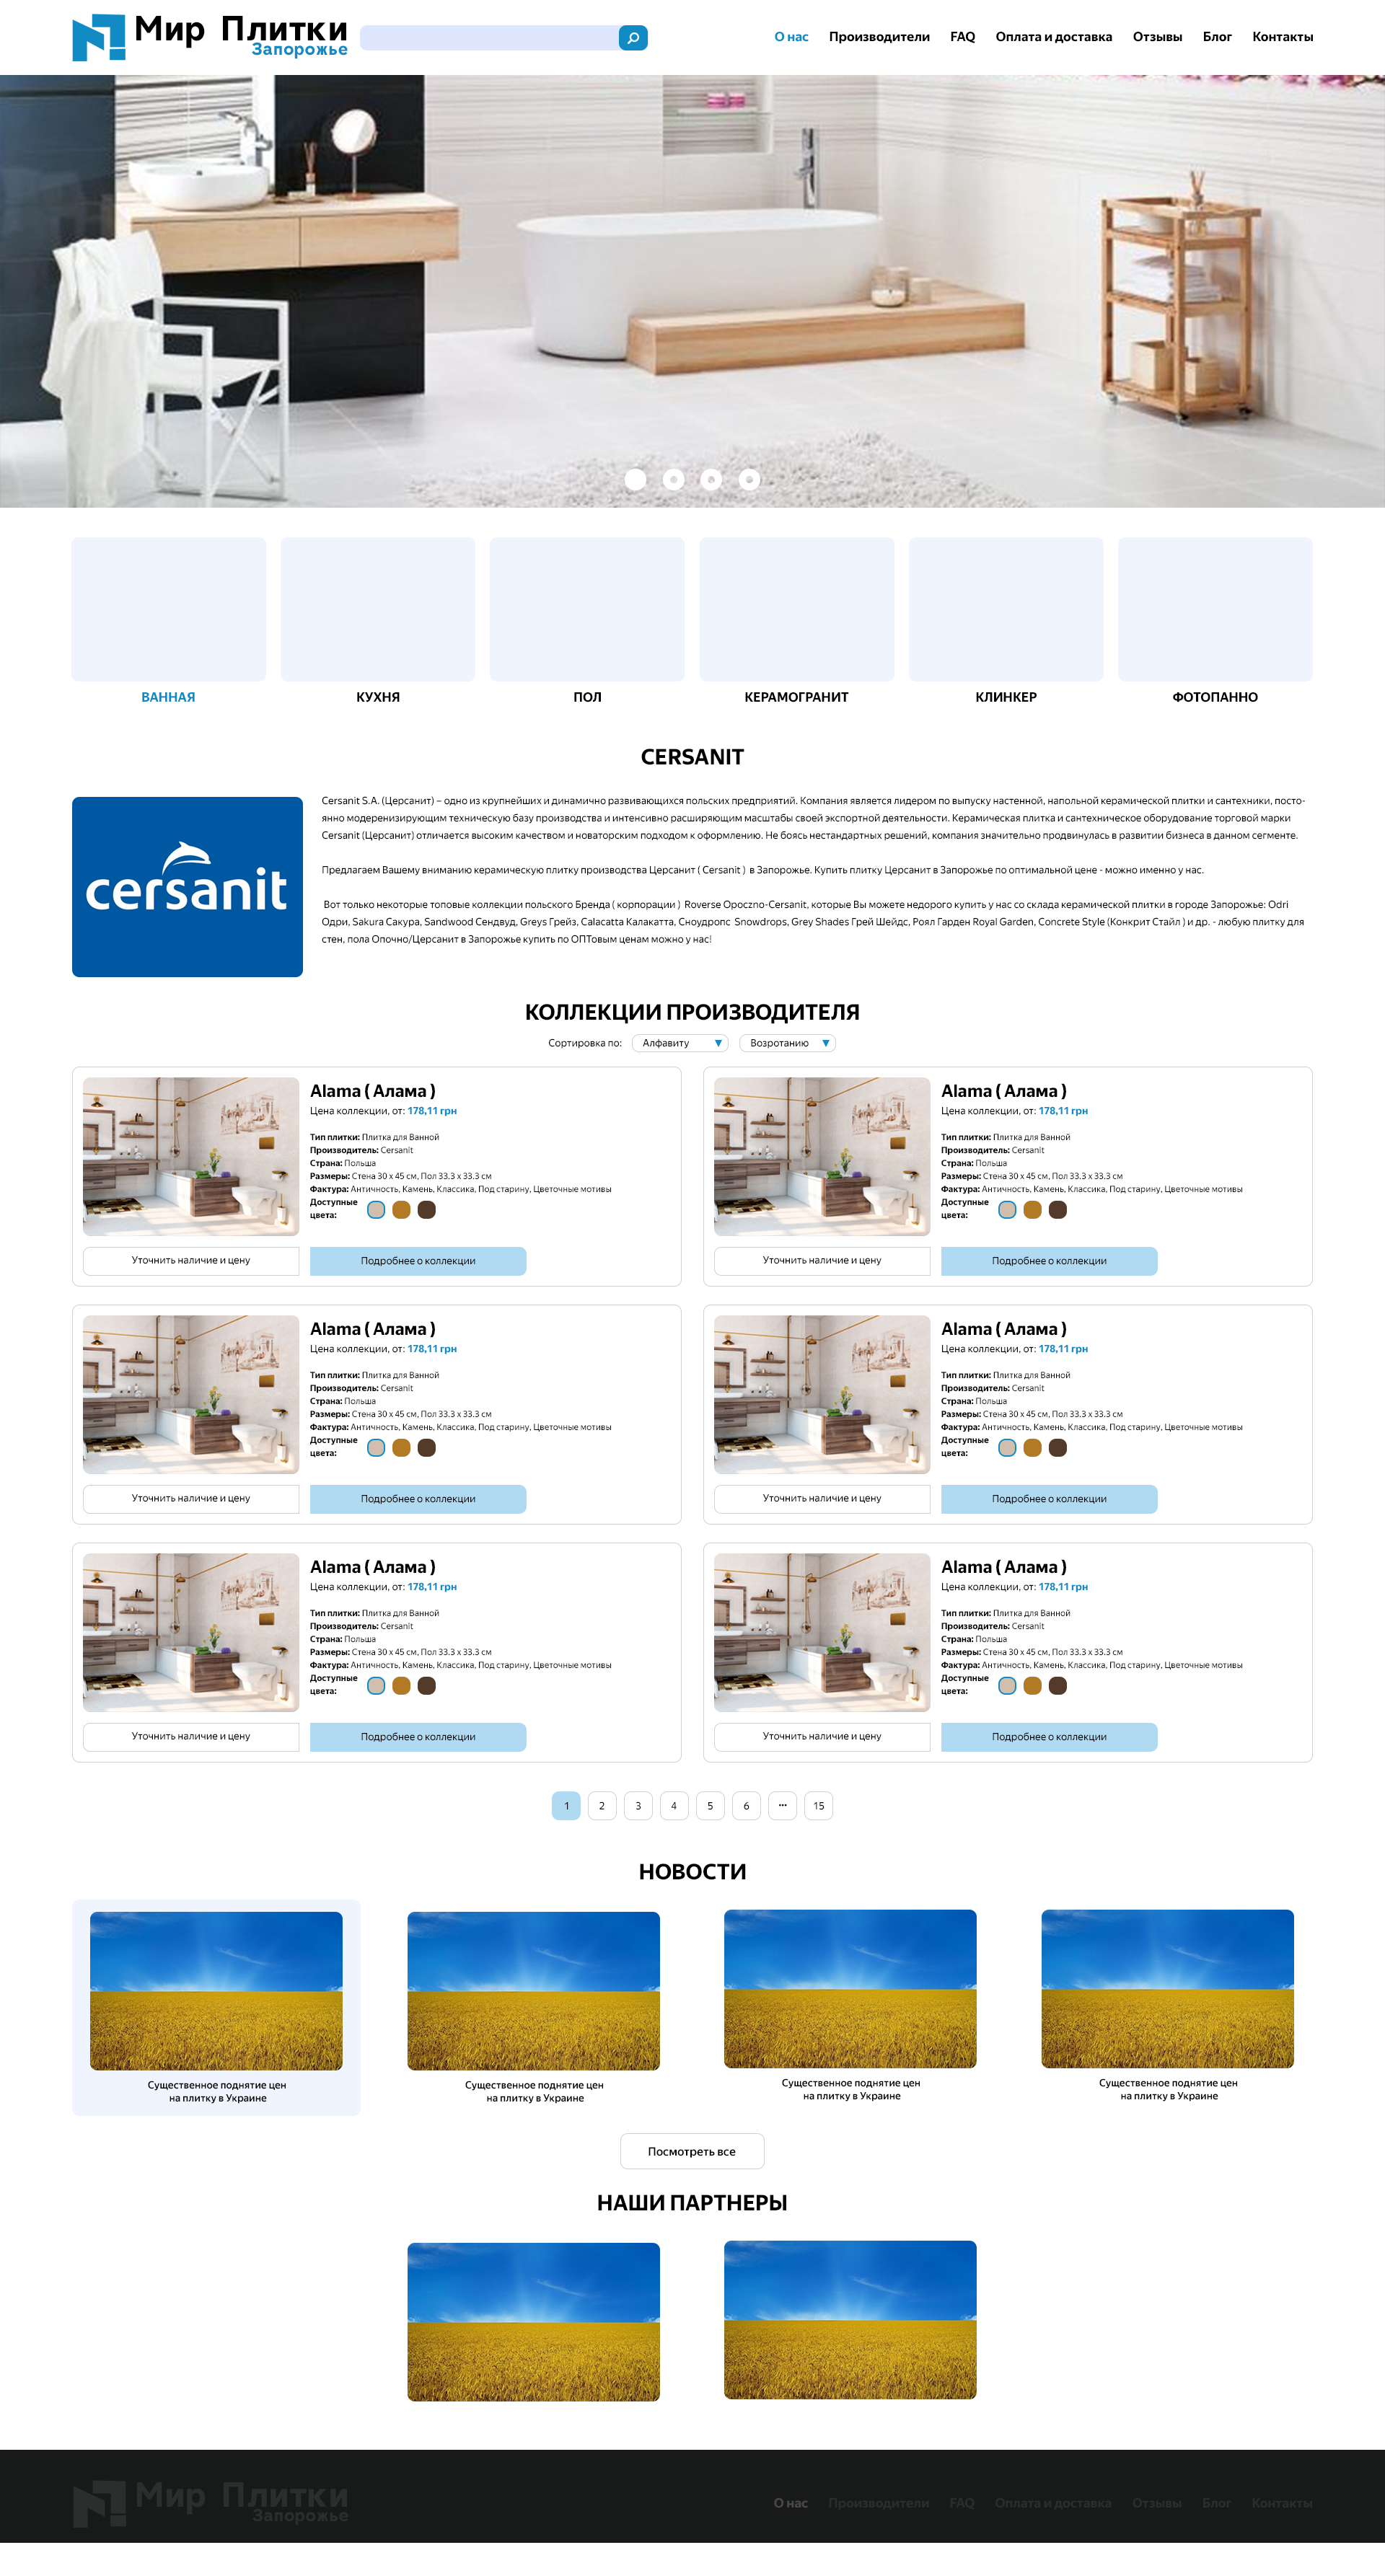 Мир Плитки
Запорожье
О нас Производители FAQ Оплата и доставка Отзывы Блог Контакты
ВАННАЯ КУХНЯ ПОЛ КЕРАМОГРАНИТ КЛИНКЕР ФОТОПАННО
CERSANIT
cersanit
Cersanit S.A. (Церсанит) – одно из крупнейших и динамично развивающихся польских предприятий. Компания является лидером по выпуску настенной, напольной керамической плитки и сантехники, посто-
янно модеренизирующим техническую базу производства и интенсивно расширяющим масштабы своей экспортной деятельности. Керамическая плитка и сантехническое оборудование торговой марки
Cersanit (Церсанит) отличается высоким качеством и новаторским подходом к оформлению. Не боясь нестандартных решений, компания значительно продвинулась в развитии бизнеса в данном сегменте.
Предлагаем Вашему вниманию керамическую плитку производства Церсанит ( Cersanit ) в Запорожье. Купить плитку Церсанит в Запорожье по оптимальной цене - можно именно у нас.
Вот только некоторые топовые коллекции польского Бренда ( корпорации ) Roverse Opoczno-Cersanit, которые Вы можете недорого купить у нас со склада керамической плитки в городе Запорожье: Odri
Одри, Sakura Сакура, Sandwood Сендвуд, Greys Грейз, Calacatta Калакатта, Сноудропс Snowdrops, Grey Shades Грей Шейдс, Роял Гарден Royal Garden, Concrete Style (Конкрит Стайл ) и др. - любую плитку для
стен, пола Опочно/Церсанит в Запорожье купить по ОПТовым ценам можно у нас!
КОЛЛЕКЦИИ ПРОИЗВОДИТЕЛЯ
Сортировка по: Алфавиту Возротанию
Alama ( Алама )
Цена коллекции, от: 178,11 грн
Тип плитки: Плитка для Ванной
Производитель: Cersanit
Страна: Польша
Размеры: Стена 30 x 45 см, Пол 33.3 x 33.3 см
Фактура: Античность, Камень, Классика, Под старину, Цветочные мотивы
Доступные
цвета:
Уточнить наличие и цену Подробнее о коллекции
Alama ( Алама )
Цена коллекции, от: 178,11 грн
Тип плитки: Плитка для Ванной
Производитель: Cersanit
Страна: Польша
Размеры: Стена 30 x 45 см, Пол 33.3 x 33.3 см
Фактура: Античность, Камень, Классика, Под старину, Цветочные мотивы
Доступные
цвета:
Уточнить наличие и цену Подробнее о коллекции
Alama ( Алама )
Цена коллекции, от: 178,11 грн
Тип плитки: Плитка для Ванной
Производитель: Cersanit
Страна: Польша
Размеры: Стена 30 x 45 см, Пол 33.3 x 33.3 см
Фактура: Античность, Камень, Классика, Под старину, Цветочные мотивы
Доступные
цвета:
Уточнить наличие и цену Подробнее о коллекции
Alama ( Алама )
Цена коллекции, от: 178,11 грн
Тип плитки: Плитка для Ванной
Производитель: Cersanit
Страна: Польша
Размеры: Стена 30 x 45 см, Пол 33.3 x 33.3 см
Фактура: Античность, Камень, Классика, Под старину, Цветочные мотивы
Доступные
цвета:
Уточнить наличие и цену Подробнее о коллекции
Alama ( Алама )
Цена коллекции, от: 178,11 грн
Тип плитки: Плитка для Ванной
Производитель: Cersanit
Страна: Польша
Размеры: Стена 30 x 45 см, Пол 33.3 x 33.3 см
Фактура: Античность, Камень, Классика, Под старину, Цветочные мотивы
Доступные
цвета:
Уточнить наличие и цену Подробнее о коллекции
Alama ( Алама )
Цена коллекции, от: 178,11 грн
Тип плитки: Плитка для Ванной
Производитель: Cersanit
Страна: Польша
Размеры: Стена 30 x 45 см, Пол 33.3 x 33.3 см
Фактура: Античность, Камень, Классика, Под старину, Цветочные мотивы
Доступные
цвета:
Уточнить наличие и цену Подробнее о коллекции
1 2 3 4 5 6 ... 15
НОВОСТИ
Существенное поднятие цен
на плитку в Украине
Существенное поднятие цен
на плитку в Украине
Существенное поднятие цен
на плитку в Украине
Существенное поднятие цен
на плитку в Украине
Посмотреть все
НАШИ ПАРТНЕРЫ
Мир Плитки
Запорожье
О нас Производители FAQ Оплата и доставка Отзывы Блог Контакты